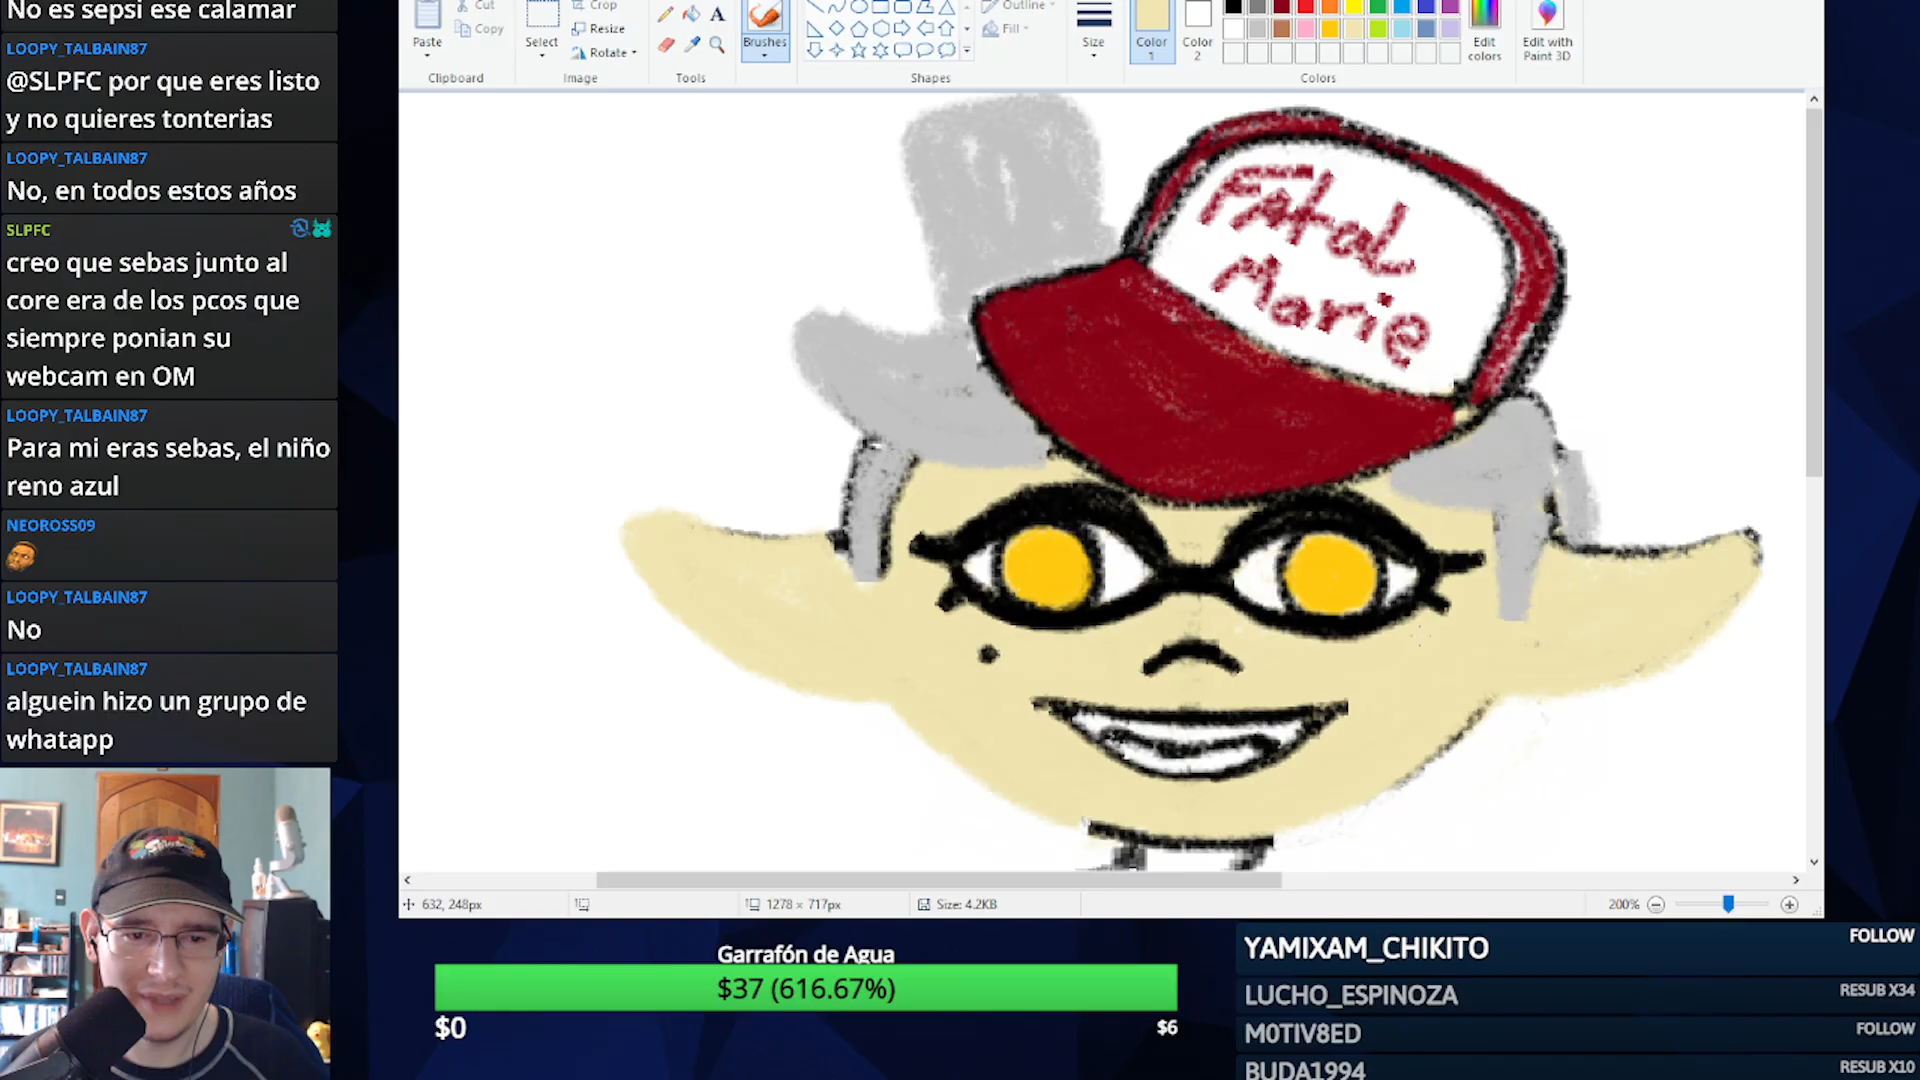 No es sepsi ese calamar
LOOPY_TALBAIN87
@SLPFC por que eres listo
y no quieres tonterias
LOOPY_TALBAIN87
No, en todos estos años
SLPFC
creo que sebas junto al
core era de los pcos que
siempre ponian su
webcam en OM
LOOPY_TALBAIN87
Para mi eras sebas, el niño
reno azul
NEOROSS09
LOOPY_TALBAIN87
No
LOOPY_TALBAIN87
alguein hizo un grupo de
whatapp
Cut
Crop
Outline
Paste
Copy
Select
Resize
Rotate
Brushes
Fill
Size
Color
1
Color
2
Edit
colors
Edit with
Paint 3D
Clipboard
Image
Tools
Shapes
Colors
Fatal
Marie
632, 248px
1278 × 717px
Size: 4.2KB
200%
Garrafón de Agua
$37 (616.67%)
$0
$6
YAMIXAM_CHIKITO
FOLLOW
LUCHO_ESPINOZA
RESUB X34
M0TIV8ED
FOLLOW
BUDA1994
RESUB X10